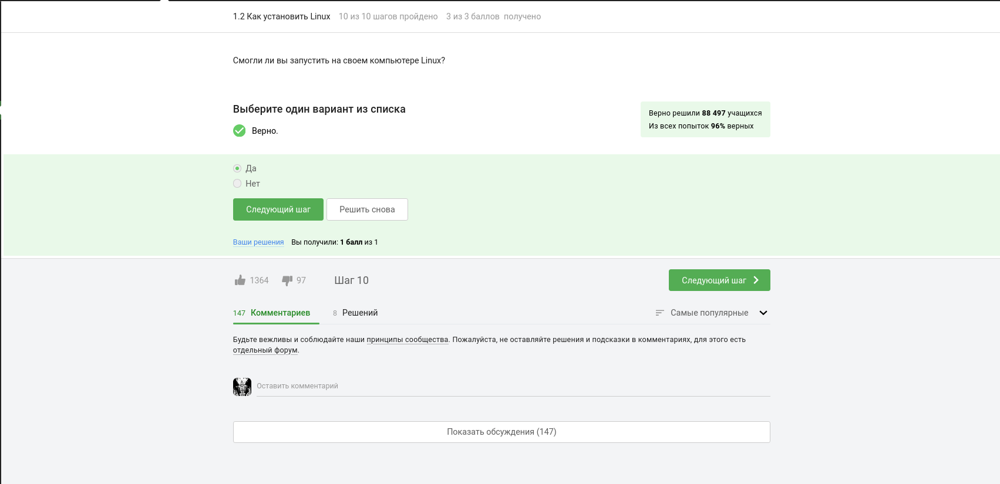 1.2 Как установить Linux 10 из 10 шагов пройдено 3 из 3 баллов получено
Смогли ли вы запустить на своем компьютере Linux?
Выберите один вариант из списка
Верно решили 88 497 учащихся
Из всех попыток 96% верных
Верно.
Да
Нет
Следующий шаг Решить снова
Ваши решения Вы получили: 1 балл из 1
1364 97 Шаг 10 Следующий шаг
147 Комментариев 8 Решений Самые популярные
Будьте вежливы и соблюдайте наши принципы сообщества. Пожалуйста, не оставляйте решения и подсказки в комментариях, для этого есть
отдельный форум.
Оставить комментарий
Показать обсуждения (147)